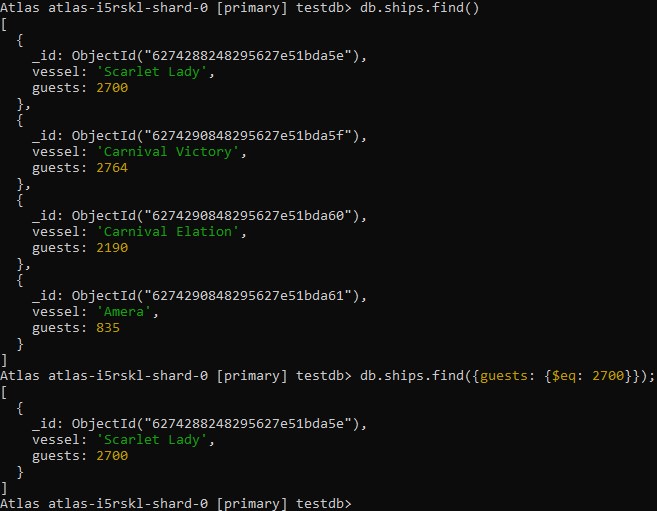 Atlas atlas-i5rskl-shard-0 [primary] testdb> db.ships.find()
[
  {
    _id: ObjectId("6274288248295627e51bda5e"),
    vessel: 'Scarlet Lady',
    guests: 2700
  },
  {
    _id: ObjectId("6274290848295627e51bda5f"),
    vessel: 'Carnival Victory',
    guests: 2764
  },
  {
    _id: ObjectId("6274290848295627e51bda60"),
    vessel: 'Carnival Elation',
    guests: 2190
  },
  {
    _id: ObjectId("6274290848295627e51bda61"),
    vessel: 'Amera',
    guests: 835
  }
]
Atlas atlas-i5rskl-shard-0 [primary] testdb> db.ships.find({guests: {$eq: 2700}});
[
  {
    _id: ObjectId("6274288248295627e51bda5e"),
    vessel: 'Scarlet Lady',
    guests: 2700
  }
]
Atlas atlas-i5rskl-shard-0 [primary] testdb>